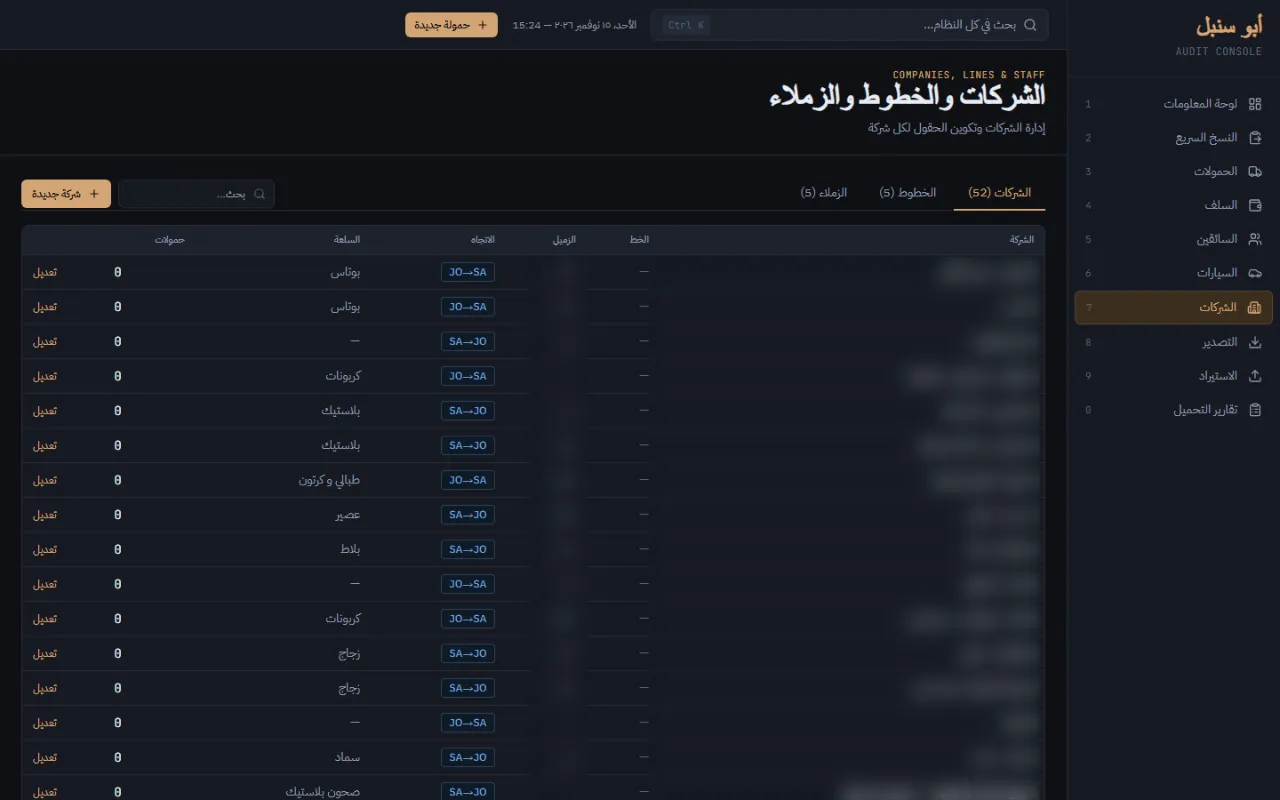 أبو سنبل
AUDIT CONSOLE
لوحة المعلومات 1
النسخ السريع 2
الحمولات 3
السلف 4
السائقين 5
السيارات 6
الشركات 7
التصدير 8
الاستيراد 9
تقارير التحميل 0
بحث في كل النظام... Ctrl K
الأحد، ١٥ نوفمبر ٢٠٢٦ — 15:24
+ حمولة جديدة
COMPANIES, LINES & STAFF
الشركات والخطوط والزملاء
إدارة الشركات وتكوين الحقول لكل شركة
الشركات (52) الخطوط (5) الزملاء (5)
بحث...
+ شركة جديدة
الشركة الخط الزميل الاتجاه السلعة حمولات
— JO→SA بوتاس 0 تعديل
— JO→SA بوتاس 0 تعديل
— SA→JO — 0 تعديل
— JO→SA كربونات 0 تعديل
— SA→JO بلاستيك 0 تعديل
— SA→JO بلاستيك 0 تعديل
— JO→SA طبالي و كرتون 0 تعديل
— SA→JO عصير 0 تعديل
— SA→JO بلاط 0 تعديل
— JO→SA — 0 تعديل
— JO→SA كربونات 0 تعديل
— SA→JO زجاج 0 تعديل
— SA→JO زجاج 0 تعديل
— JO→SA — 0 تعديل
— SA→JO سماد 0 تعديل
— SA→JO صحون بلاستيك 0 تعديل